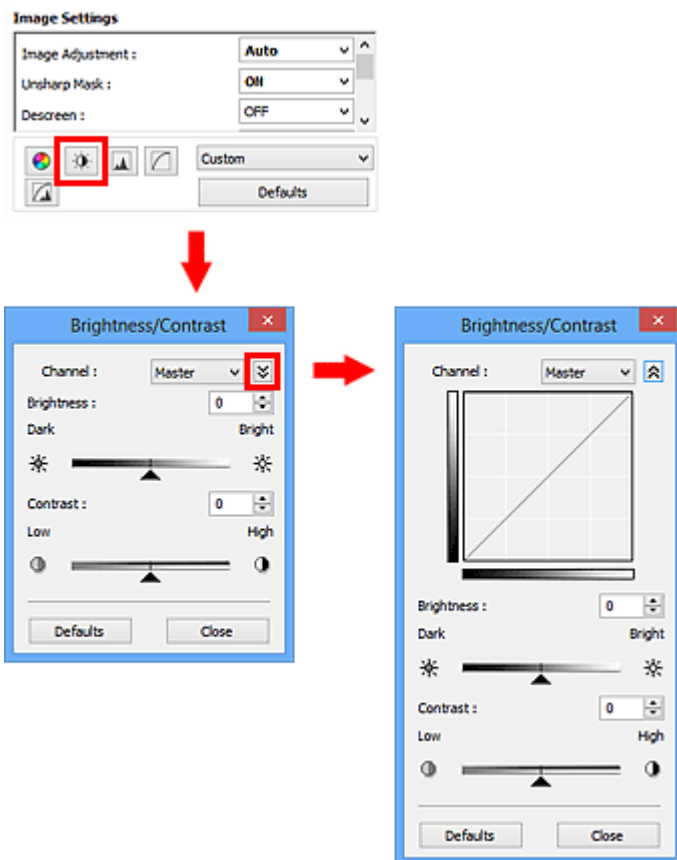 Image Settings
Image Adjustment : Auto
Unsharp Mask : ON
Descreen : OFF
Custom
Defaults
Brightness/Contrast
Channel : Master
Brightness : 0
Dark Bright
Contrast : 0
Low High
Defaults Close
Brightness/Contrast
Channel : Master
Brightness : 0
Dark Bright
Contrast : 0
Low High
Defaults Close